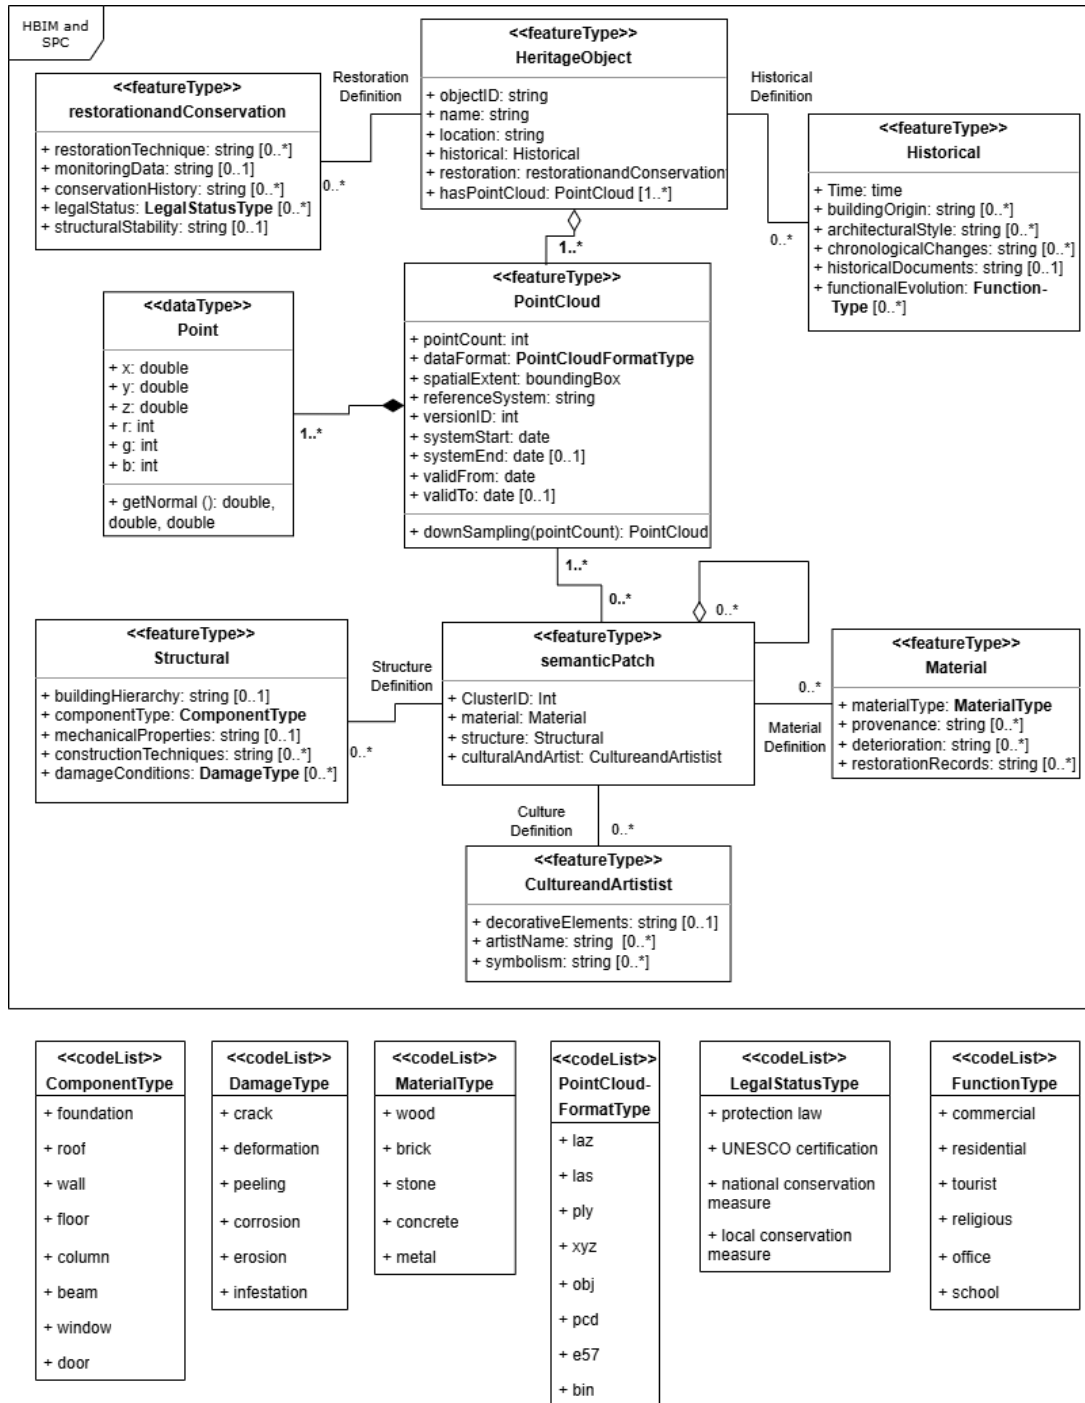 HBIM and
SPC
<<featureType>>
HeritageObject
+ objectID: string
+ name: string
+ location: string
+ historical: Historical
+ restoration: restorationandConservation
+ hasPointCloud: PointCloud [1..*]
Restoration
Definition
Historical
Definition
<<featureType>>
restorationandConservation
+ restorationTechnique: string [0..*]
+ monitoringData: string [0..1]
+ conservationHistory: string [0..*]
+ legalStatus: LegalStatusType [0..*]
+ structuralStability: string [0..1]
0..*
<<featureType>>
Historical
+ Time: time
+ buildingOrigin: string [0..*]
+ architecturalStyle: string [0..*]
+ chronologicalChanges: string [0..*]
+ historicalDocuments: string [0..1]
+ functionalEvolution: Function-
Type [0..*]
0..*
1..*
<<featureType>>
PointCloud
+ pointCount: int
+ dataFormat: PointCloudFormatType
+ spatialExtent: boundingBox
+ referenceSystem: string
+ versionID: int
+ systemStart: date
+ systemEnd: date [0..1]
+ validFrom: date
+ validTo: date [0..1]
+ downSampling(pointCount): PointCloud
<<dataType>>
Point
+ x: double
+ y: double
+ z: double
+ r: int
+ g: int
+ b: int
+ getNormal (): double,
double, double
1..*
1..*
0..*
0..*
<<featureType>>
semanticPatch
+ ClusterID: Int
+ material: Material
+ structure: Structural
+ culturalAndArtist: CultureandArtistist
<<featureType>>
Structural
+ buildingHierarchy: string [0..1]
+ componentType: ComponentType
+ mechanicalProperties: string [0..1]
+ constructionTechniques: string [0..*]
+ damageConditions: DamageType [0..*]
Structure
Definition
0..*
0..*
Material
Definition
<<featureType>>
Material
+ materialType: MaterialType
+ provenance: string [0..*]
+ deterioration: string [0..*]
+ restorationRecords: string [0..*]
Culture
Definition
0..*
<<featureType>>
CultureandArtistist
+ decorativeElements: string [0..1]
+ artistName: string [0..*]
+ symbolism: string [0..*]
<<codeList>>
ComponentType
+ foundation
+ roof
+ wall
+ floor
+ column
+ beam
+ window
+ door
<<codeList>>
DamageType
+ crack
+ deformation
+ peeling
+ corrosion
+ erosion
+ infestation
<<codeList>>
MaterialType
+ wood
+ brick
+ stone
+ concrete
+ metal
<<codeList>>
PointCloud-
FormatType
+ laz
+ las
+ ply
+ xyz
+ obj
+ pcd
+ e57
+ bin
<<codeList>>
LegalStatusType
+ protection law
+ UNESCO certification
+ national conservation
measure
+ local conservation
measure
<<codeList>>
FunctionType
+ commercial
+ residential
+ tourist
+ religious
+ office
+ school